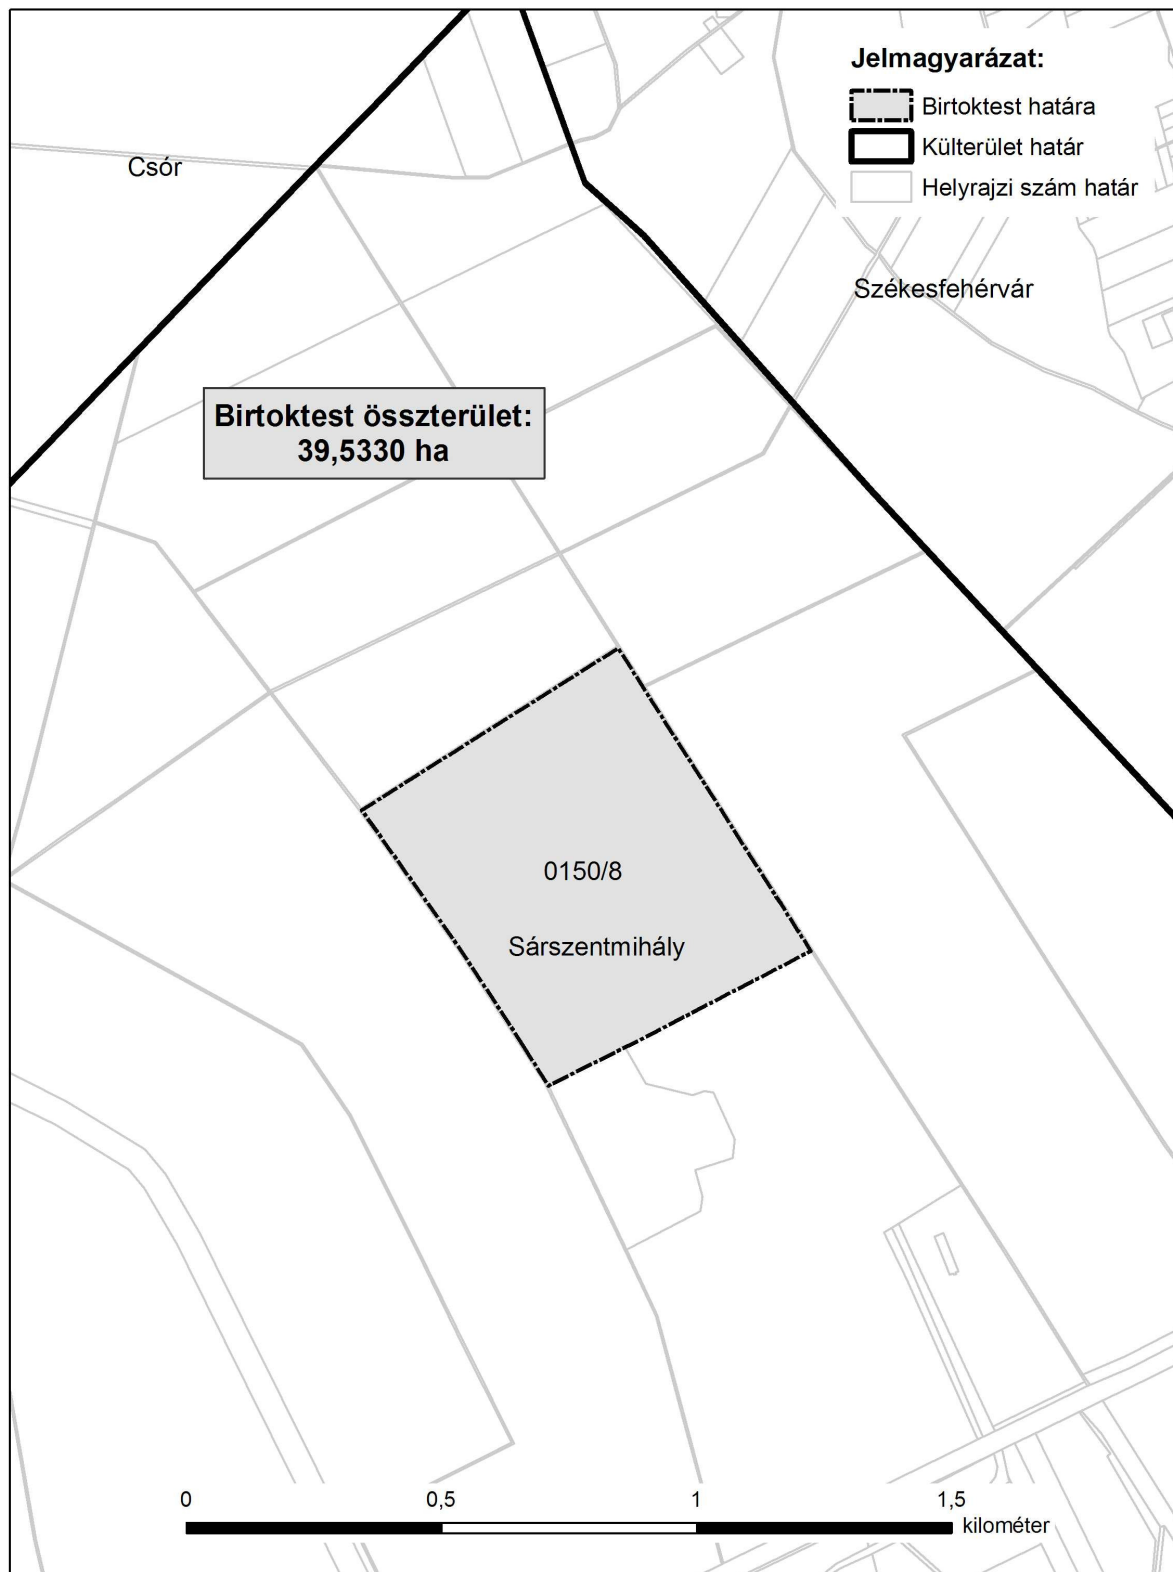 Jelmagyarázat:
Birtoktest határa
Külterület határ
Helyrajzi szám határ
Csór
Székesfehérvár
Birtoktest összterület:
39,5330 ha
0150/8
Sárszentmihály
0 0,5 1 1,5
kilométer